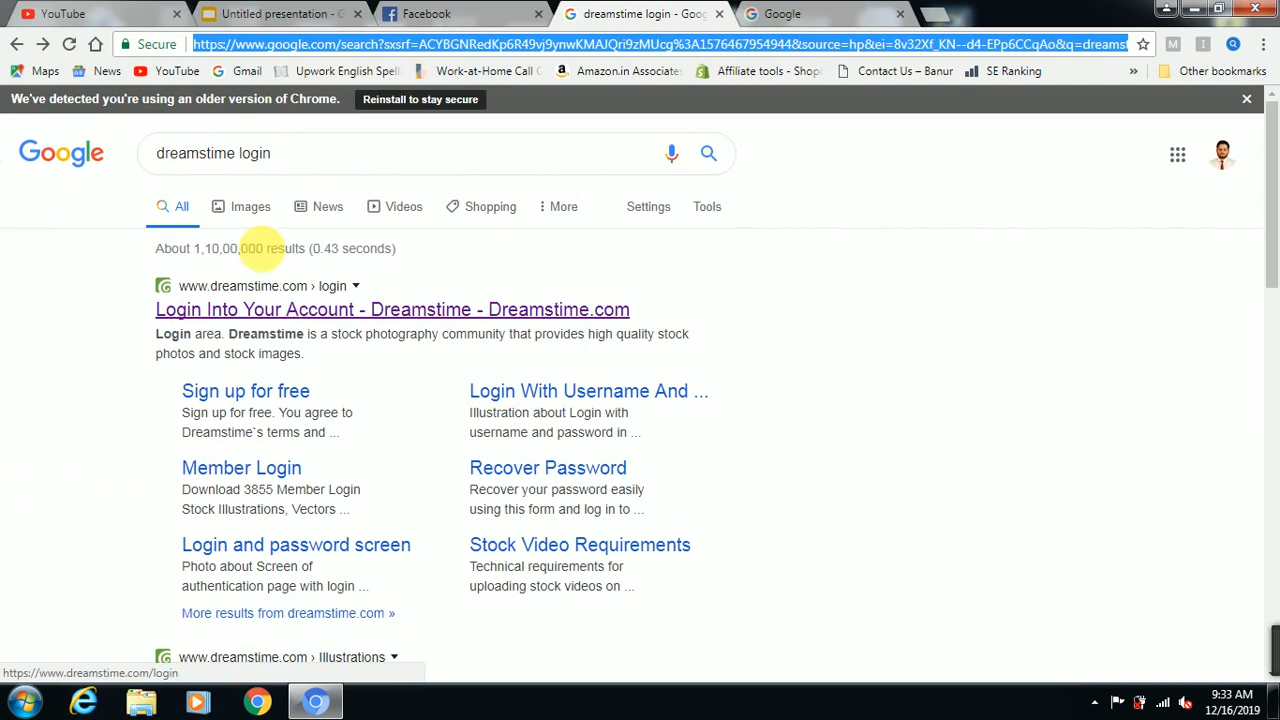 YouTube
Untitled presentation - G
Facebook
dreamstime login - Goog
Google
Secure
https://www.google.com/search?sxsrf=ACYBGNRedKp6R49vj9ynwKMAJQri9zMUcg%3A1576467954944&source=hp&ei=8v32Xf_KN--d4-EPp6CCqAo&q=dreamst
Maps
News
YouTube
Gmail
Upwork English Spell
Work-at-Home Call C
Amazon.in Associates
Affiliate tools - Shop
Contact Us – Banur
SE Ranking
»
Other bookmarks
We've detected you're using an older version of Chrome.
Reinstall to stay secure
Google
dreamstime login
All
Images
News
Videos
Shopping
More
Settings
Tools
About 1,10,00,000 results (0.43 seconds)
www.dreamstime.com › login
Login Into Your Account - Dreamstime - Dreamstime.com
Login area. Dreamstime is a stock photography community that provides high quality stock
photos and stock images.
Sign up for free
Sign up for free. You agree to
Dreamstime`s terms and ...
Login With Username And ...
Illustration about Login with
username and password in ...
Member Login
Download 3855 Member Login
Stock Illustrations, Vectors ...
Recover Password
Recover your password easily
using this form and log in to ...
Login and password screen
Photo about Screen of
authentication page with login ...
Stock Video Requirements
Technical requirements for
uploading stock videos on ...
More results from dreamstime.com »
www.dreamstime.com › Illustrations
https://www.dreamstime.com/login
9:33 AM
12/16/2019